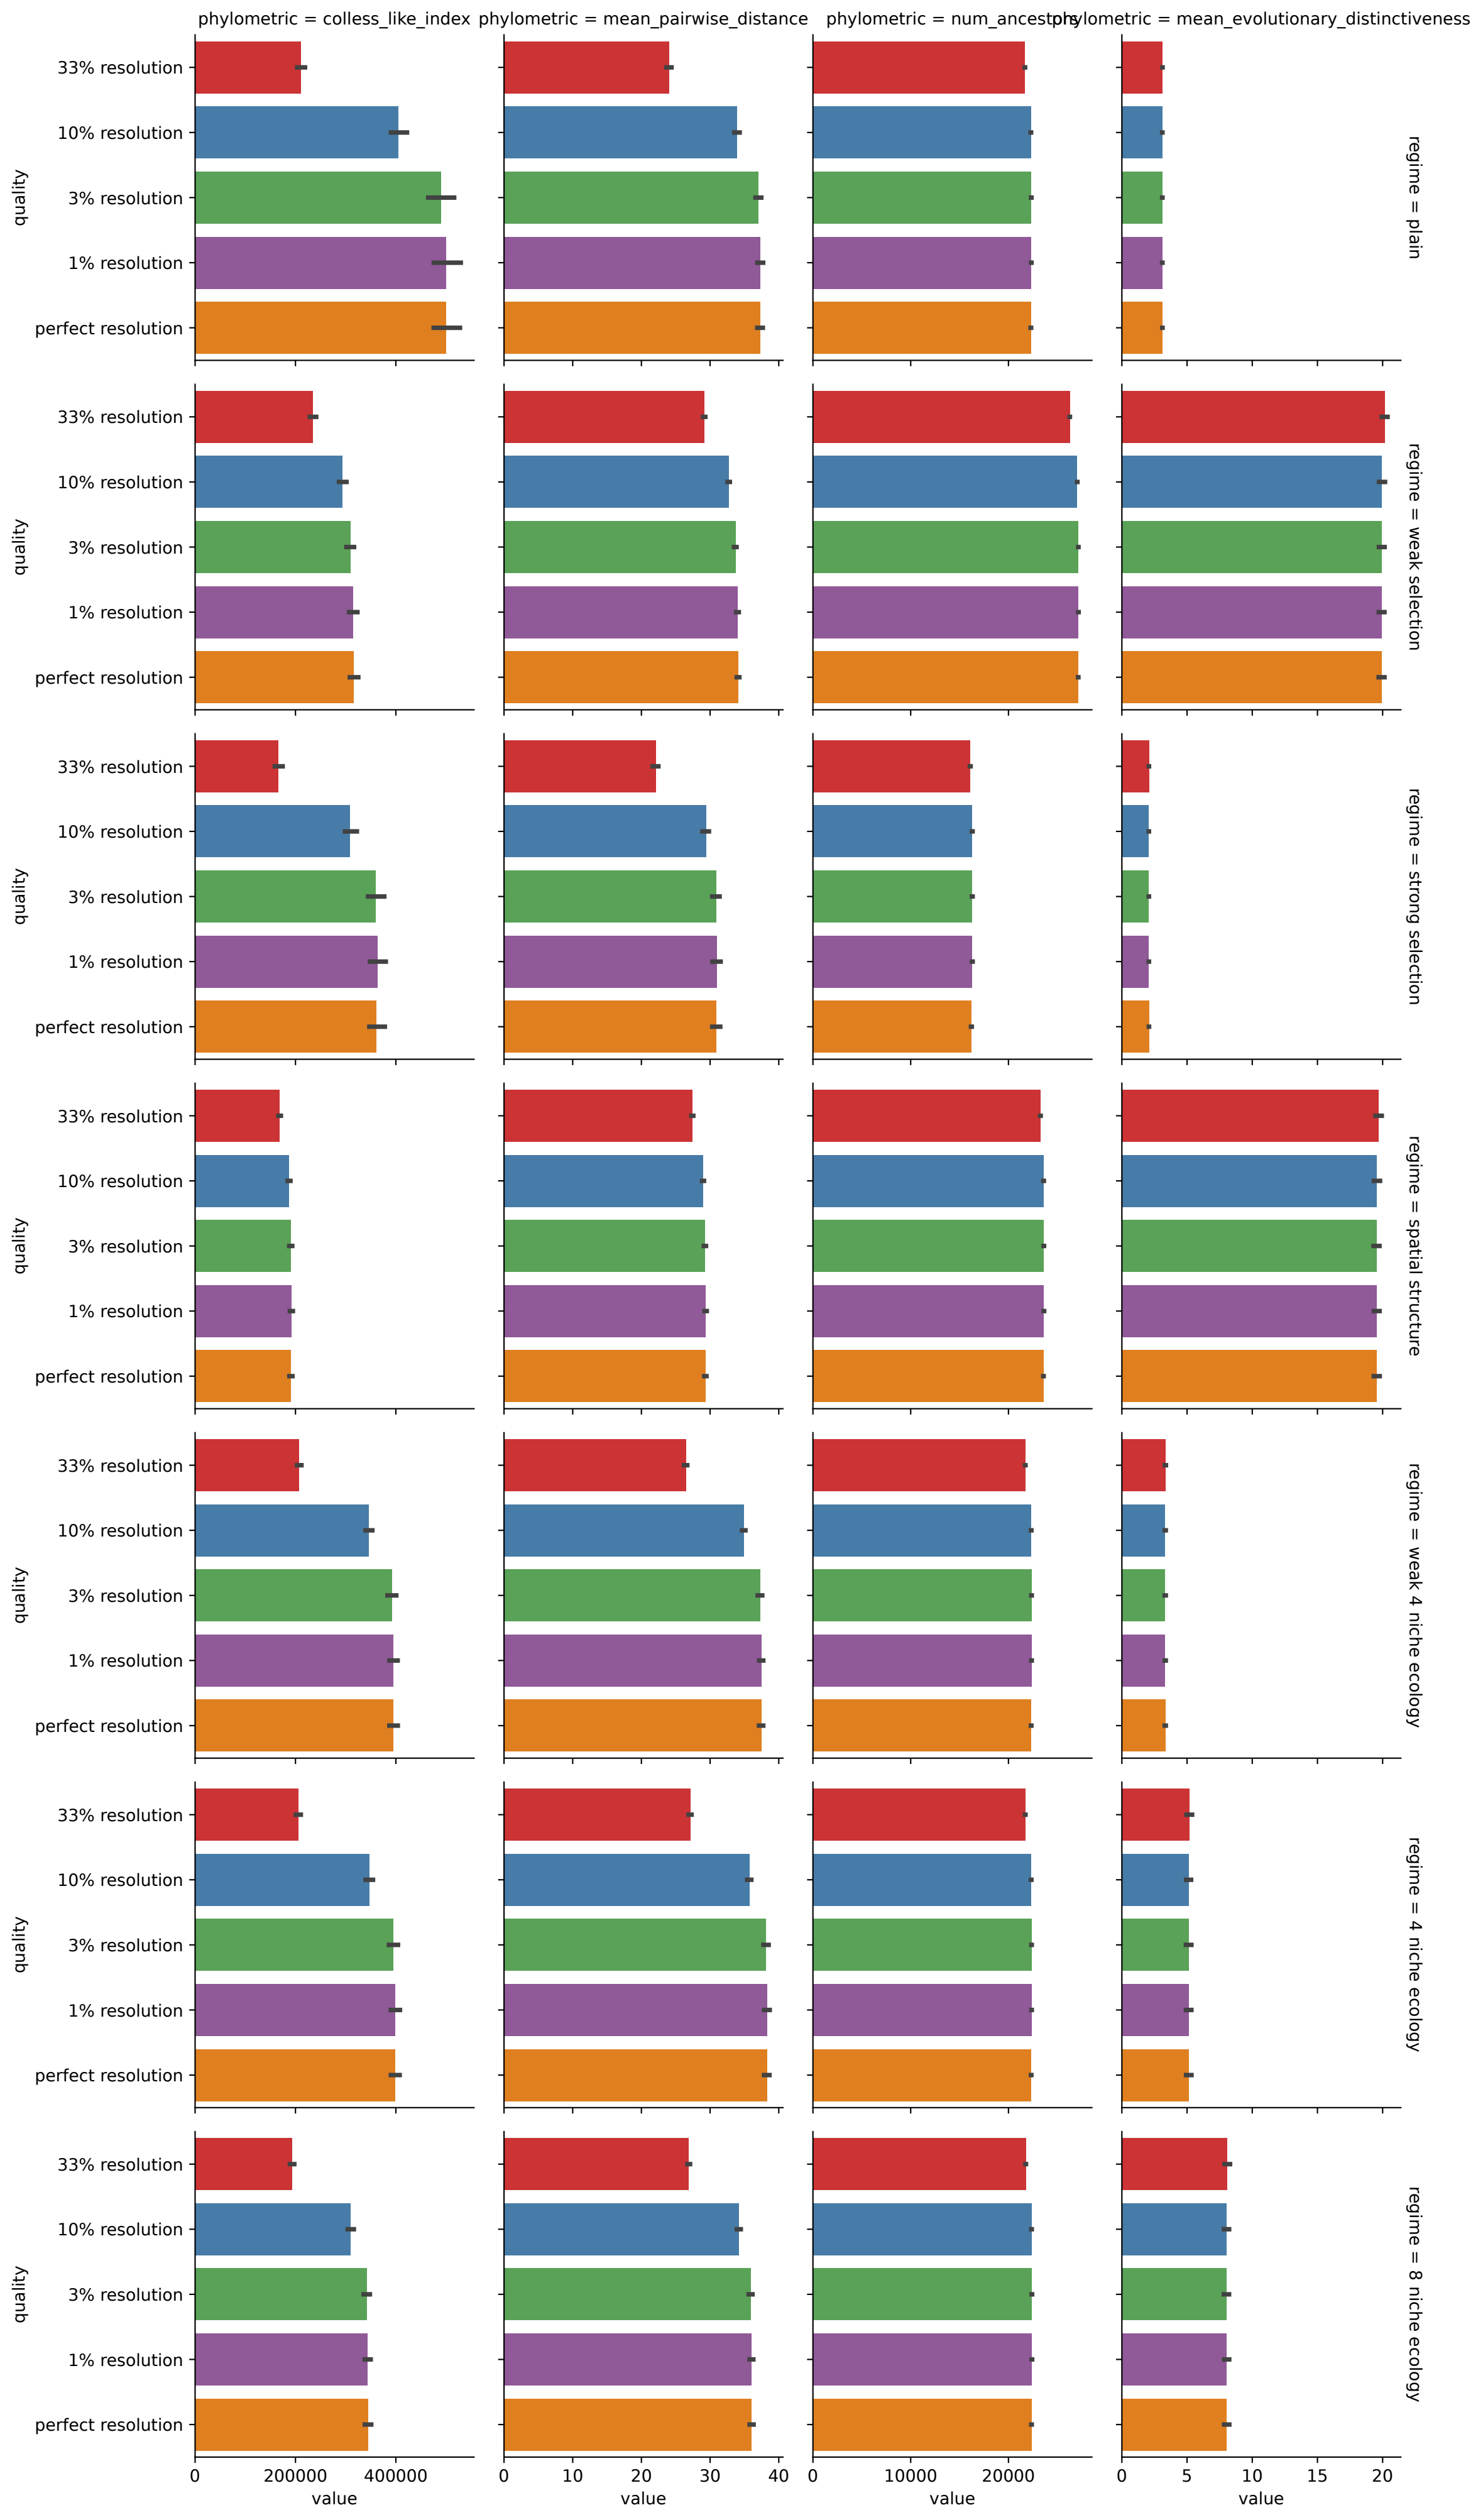 phylometric = colless_like_index
phylometric = mean_pairwise_distance
phylometric = num_ancestors
phylometric = mean_evolutionary_distinctiveness
quality
33% resolution
10% resolution
3% resolution
1% resolution
perfect resolution
regime = plain
quality
33% resolution
10% resolution
3% resolution
1% resolution
perfect resolution
regime = weak selection
quality
33% resolution
10% resolution
3% resolution
1% resolution
perfect resolution
regime = strong selection
quality
33% resolution
10% resolution
3% resolution
1% resolution
perfect resolution
regime = spatial structure
quality
33% resolution
10% resolution
3% resolution
1% resolution
perfect resolution
regime = weak 4 niche ecology
quality
33% resolution
10% resolution
3% resolution
1% resolution
perfect resolution
regime = 4 niche ecology
quality
33% resolution
10% resolution
3% resolution
1% resolution
perfect resolution
regime = 8 niche ecology
0 200000 400000
0 10 20 30 40
0 10000 20000
0 5 10 15 20
value
value
value
value